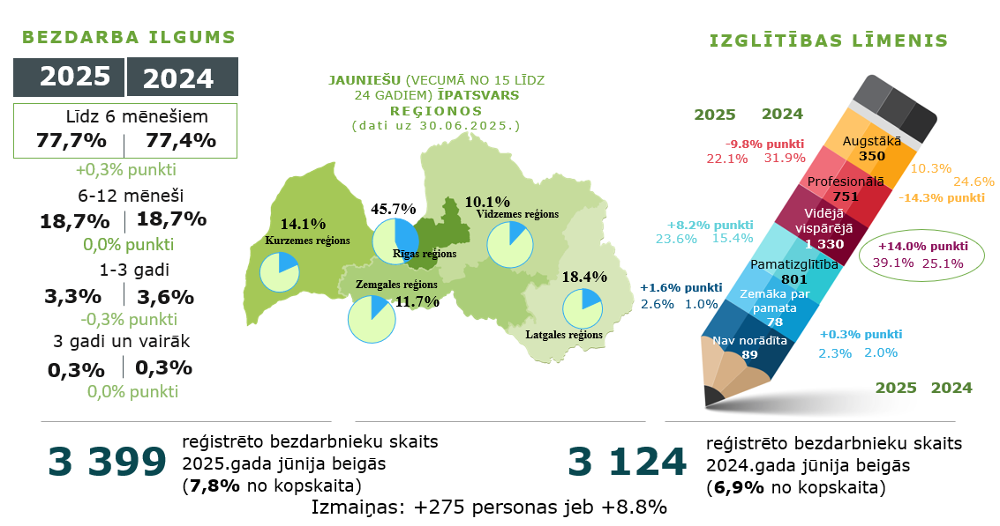 BEZDARBA ILGUMS
2025 2024
Līdz 6 mēnešiem
77,7% 77,4%
+0,3% punkti
6-12 mēneši
18,7% 18,7%
0,0% punkti
1-3 gadi
3,3% 3,6%
-0,3% punkti
3 gadi un vairāk
0,3% 0,3%
0,0% punkti
JAUNIEŠU (VECUMĀ NO 15 LĪDZ
24 GADIEM) ĪPATSVARS
REĢIONOS
(dati uz 30.06.2025.)
14.1%
Kurzemes reģions
45.7%
Rīgas reģions
10.1%
Vidzemes reģions
Zemgales reģions
11.7%
18.4%
Latgales reģions
IZGLĪTĪBAS LĪMENIS
2025 2024
-9.8% punkti
22.1% 31.9%
Augstākā
350
10.3%
24.6%
-14.3% punkti
Profesionālā
751
Vidējā
vispārējā
1 330
+8.2% punkti
23.6% 15.4%
+14.0% punkti
39.1% 25.1%
Pamatizglītība
801
+1.6% punkti
2.6% 1.0%
Zemāka par
pamata
78
+0.3% punkti
2.3% 2.0%
Nav norādīta
89
2025 2024
3 399
reģistrēto bezdarbnieku skaits
2025.gada jūnija beigās
(7,8% no kopskaita)
3 124
reģistrēto bezdarbnieku skaits
2024.gada jūnija beigās
(6,9% no kopskaita)
Izmaiņas: +275 personas jeb +8.8%